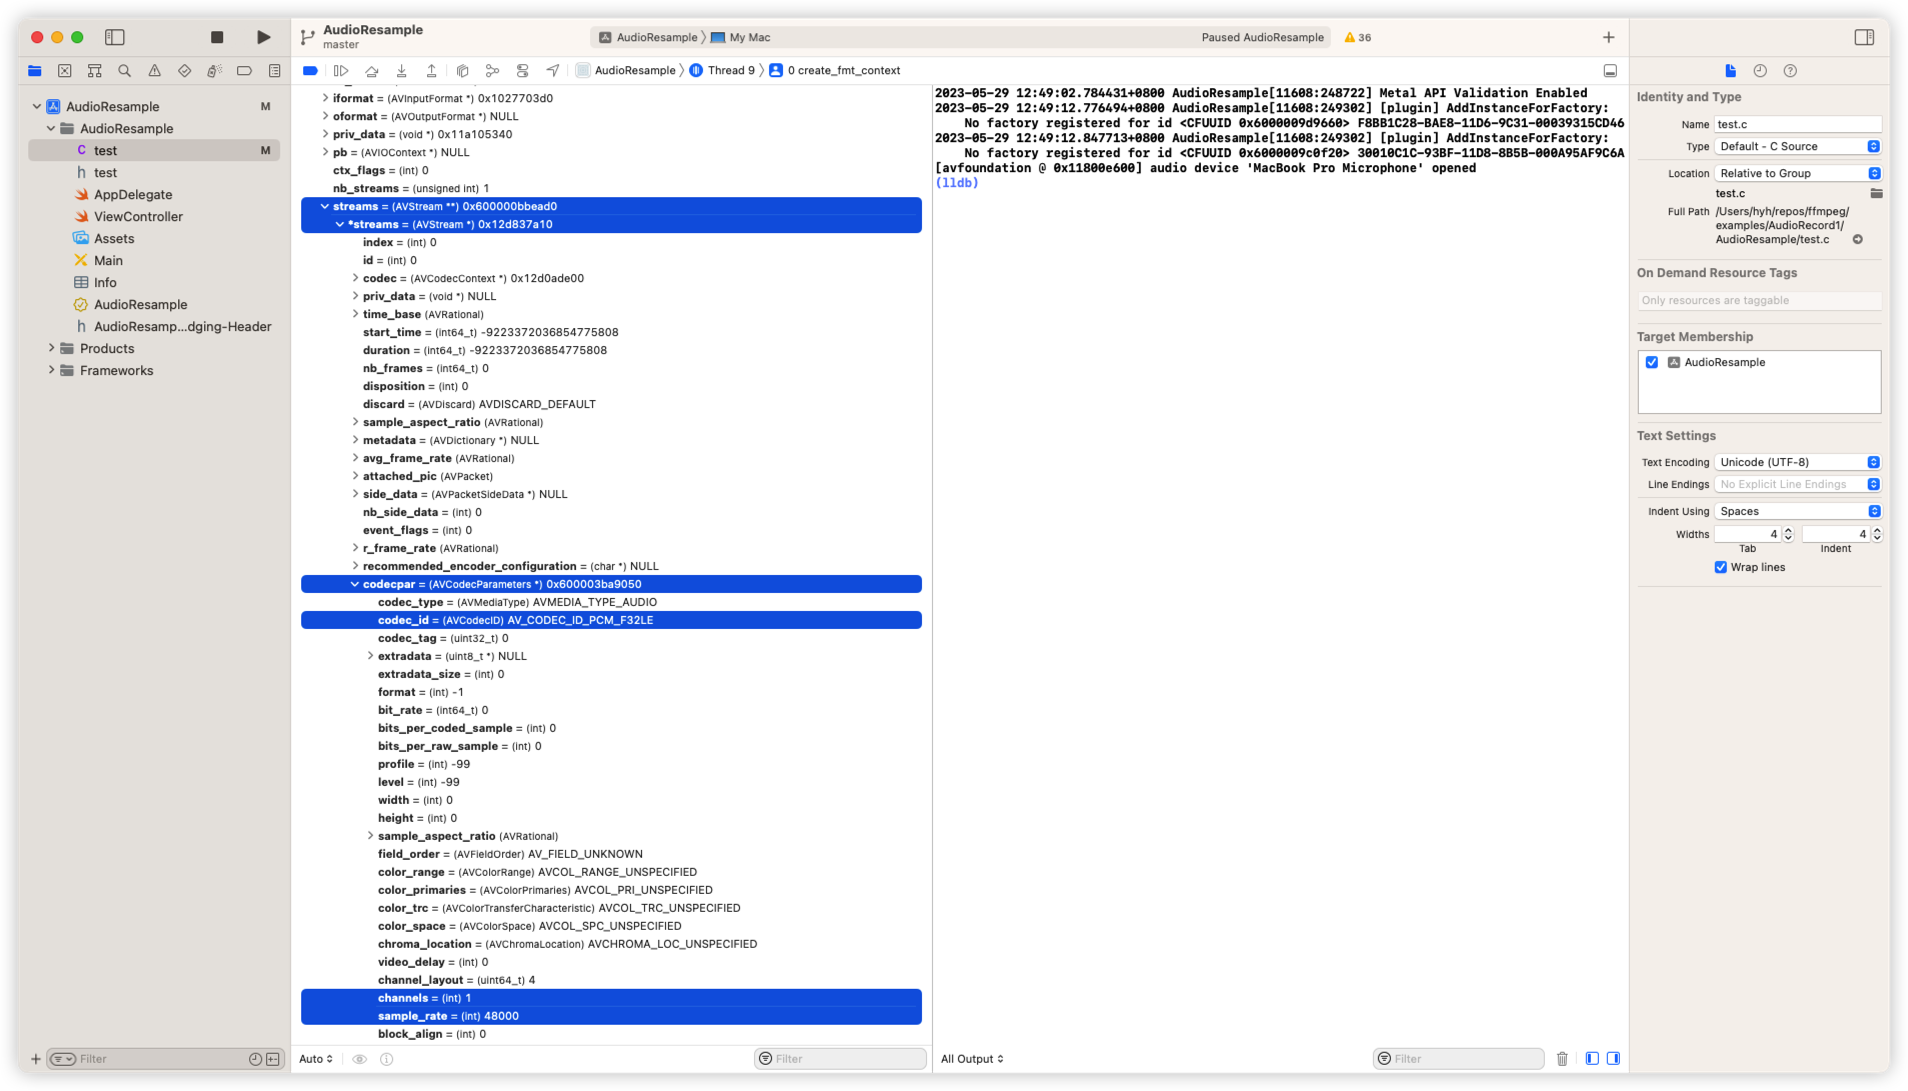 AudioResample
master
AudioResample 〉 My Mac
Paused AudioResample
36
AudioResample 〉 Thread 9 〉 0 create_fmt_context
AudioResample M
AudioResample
C test M
h test
AppDelegate
ViewController
Assets
Main
Info
AudioResample
h AudioResamp...dging-Header
Products
Frameworks
Filter
iformat = (AVInputFormat *) 0x1027703d0
oformat = (AVOutputFormat *) NULL
priv_data = (void *) 0x11a105340
pb = (AVIOContext *) NULL
ctx_flags = (int) 0
nb_streams = (unsigned int) 1
streams = (AVStream **) 0x600000bbead0
*streams = (AVStream *) 0x12d837a10
index = (int) 0
id = (int) 0
codec = (AVCodecContext *) 0x12d0ade00
priv_data = (void *) NULL
time_base (AVRational)
start_time = (int64_t) -9223372036854775808
duration = (int64_t) -9223372036854775808
nb_frames = (int64_t) 0
disposition = (int) 0
discard = (AVDiscard) AVDISCARD_DEFAULT
sample_aspect_ratio (AVRational)
metadata = (AVDictionary *) NULL
avg_frame_rate (AVRational)
attached_pic (AVPacket)
side_data = (AVPacketSideData *) NULL
nb_side_data = (int) 0
event_flags = (int) 0
r_frame_rate (AVRational)
recommended_encoder_configuration = (char *) NULL
codecpar = (AVCodecParameters *) 0x600003ba9050
codec_type = (AVMediaType) AVMEDIA_TYPE_AUDIO
codec_id = (AVCodecID) AV_CODEC_ID_PCM_F32LE
codec_tag = (uint32_t) 0
extradata = (uint8_t *) NULL
extradata_size = (int) 0
format = (int) -1
bit_rate = (int64_t) 0
bits_per_coded_sample = (int) 0
bits_per_raw_sample = (int) 0
profile = (int) -99
level = (int) -99
width = (int) 0
height = (int) 0
sample_aspect_ratio (AVRational)
field_order = (AVFieldOrder) AV_FIELD_UNKNOWN
color_range = (AVColorRange) AVCOL_RANGE_UNSPECIFIED
color_primaries = (AVColorPrimaries) AVCOL_PRI_UNSPECIFIED
color_trc = (AVColorTransferCharacteristic) AVCOL_TRC_UNSPECIFIED
color_space = (AVColorSpace) AVCOL_SPC_UNSPECIFIED
chroma_location = (AVChromaLocation) AVCHROMA_LOC_UNSPECIFIED
video_delay = (int) 0
channel_layout = (uint64_t) 4
channels = (int) 1
sample_rate = (int) 48000
block_align = (int) 0
Auto
Filter
2023-05-29 12:49:02.784431+0800 AudioResample[11608:248722] Metal API Validation Enabled
2023-05-29 12:49:12.776494+0800 AudioResample[11608:249302] [plugin] AddInstanceForFactory:
No factory registered for id <CFUUID 0x6000009d9660> F8BB1C28-BAE8-11D6-9C31-00039315CD46
2023-05-29 12:49:12.847713+0800 AudioResample[11608:249302] [plugin] AddInstanceForFactory:
No factory registered for id <CFUUID 0x6000009c0f20> 30010C1C-93BF-11D8-8B5B-000A95AF9C6A
[avfoundation @ 0x11800e600] audio device 'MacBook Pro Microphone' opened
(lldb)
All Output
Filter
Identity and Type
Name test.c
Type Default - C Source
Location Relative to Group
test.c
Full Path /Users/hyh/repos/ffmpeg/
examples/AudioRecord1/
AudioResample/test.c
On Demand Resource Tags
Only resources are taggable
Target Membership
AudioResample
Text Settings
Text Encoding Unicode (UTF-8)
Line Endings No Explicit Line Endings
Indent Using Spaces
Widths 4 4
Tab Indent
Wrap lines